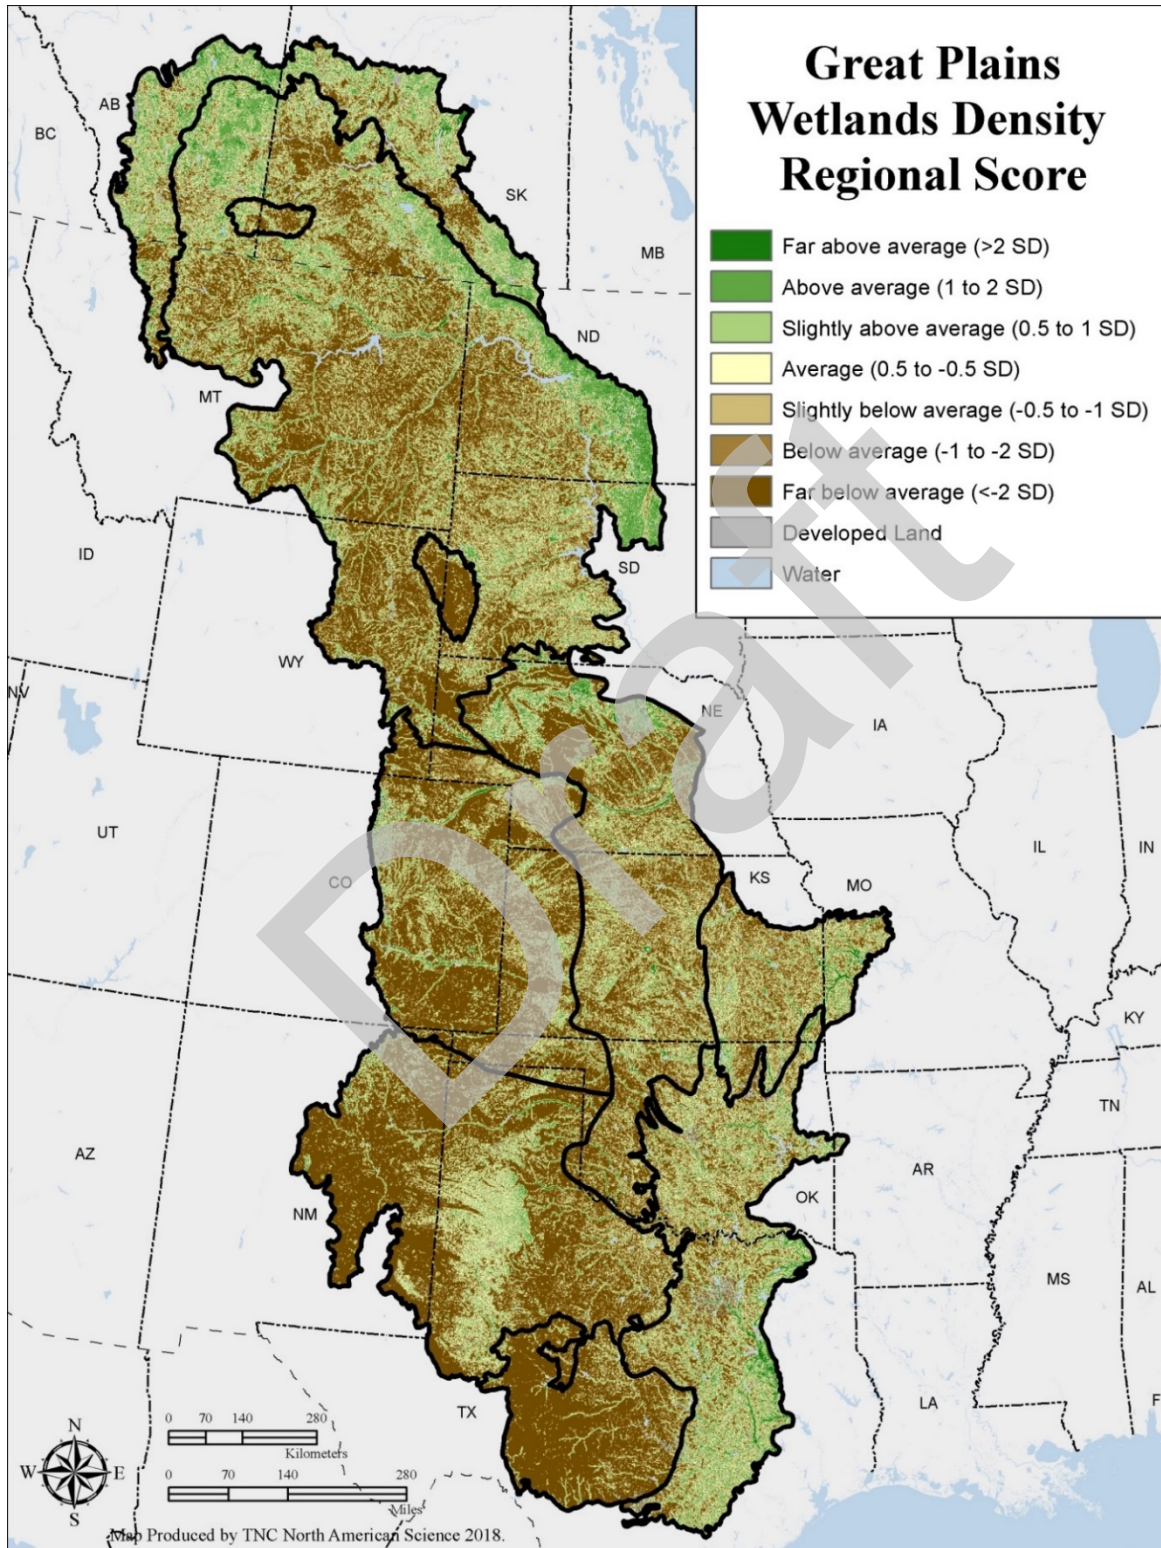 Great Plains
Wetlands Density
Regional Score
Far above average (>2 SD)
Above average (1 to 2 SD)
Slightly above average (0.5 to 1 SD)
Average (0.5 to -0.5 SD)
Slightly below average (-0.5 to -1 SD)
Below average (-1 to -2 SD)
Far below average (<-2 SD)
Developed Land
Water
AB
BC
SK
MB
ND
MT
ID
SD
WY
NV
NE
IA
UT
IL
IN
CO
KS
MO
KY
TN
AZ
AR
OK
NM
MS
AL
TX
LA
F
Draft
N
W E
S
0 70 140 280
Kilometers
0 70 140 280
Miles
Map Produced by TNC North American Science 2018.